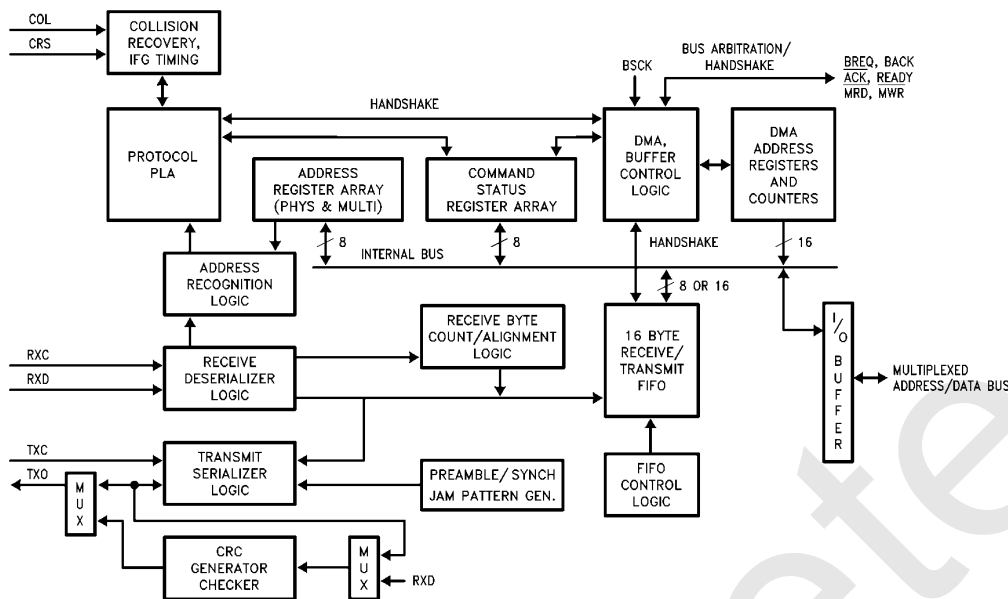 COL
CRS
COLLISION
RECOVERY,
IFG TIMING
BSCK
BUS ARBITRATION/
HANDSHAKE
BREQ, BACK
ACK, READY
MRD, MWR
HANDSHAKE
PROTOCOL
PLA
ADDRESS
REGISTER ARRAY
(PHYS & MULTI)
COMMAND
STATUS
REGISTER ARRAY
DMA,
BUFFER
CONTROL
LOGIC
DMA
ADDRESS
REGISTERS
AND
COUNTERS
8
8
HANDSHAKE
16
INTERNAL BUS
ADDRESS
RECOGNITION
LOGIC
8 OR 16
RECEIVE BYTE
COUNT/ALIGNMENT
LOGIC
16 BYTE
RECEIVE/
TRANSMIT
FIFO
I/O
BUFFER
MULTIPLEXED
ADDRESS/DATA BUS
RXC
RXD
RECEIVE
DESERIALIZER
LOGIC
TXC
TXO
MUX
TRANSMIT
SERIALIZER
LOGIC
PREAMBLE/ SYNCH
JAM PATTERN GEN.
FIFO
CONTROL
LOGIC
CRC
GENERATOR
CHECKER
MUX
RXD
ete